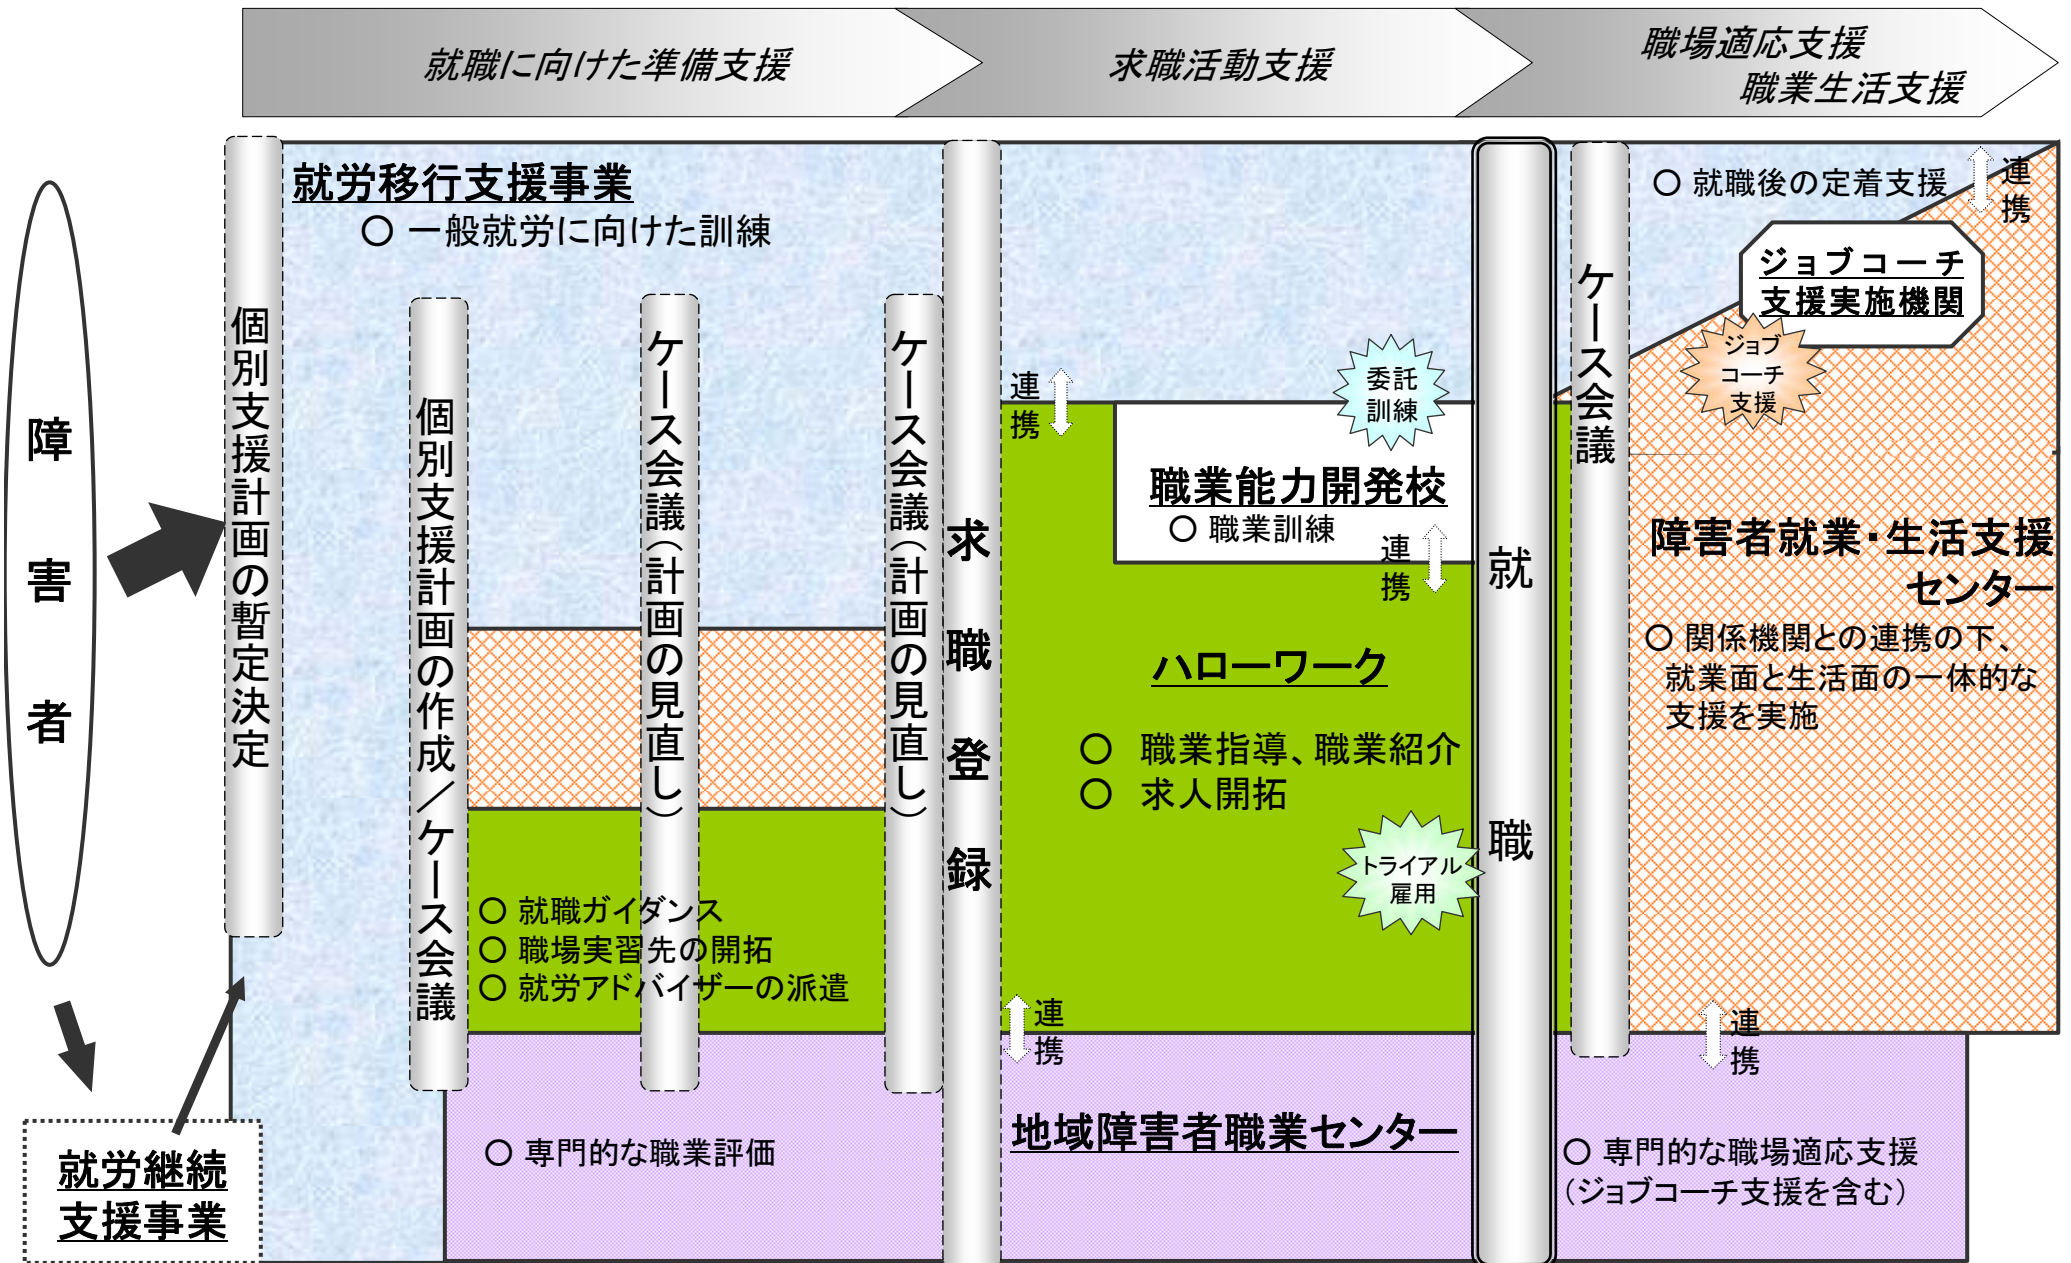 就職に向けた準備支援
求職活動支援
職場適応支援
職業生活支援
障害者
個別支援計画の暫定決定
就労移行支援事業
○ 一般就労に向けた訓練
個別支援計画の作成／ケース会議
ケース会議（計画の見直し）
ケース会議（計画の見直し）
○ 就職ガイダンス
○ 職場実習先の開拓
○ 就労アドバイザーの派遣
○ 専門的な職業評価
就労継続
支援事業
求職登録
連携
委託
訓練
職業能力開発校
○ 職業訓練
連携
ハローワーク
○ 職業指導、職業紹介
○ 求人開拓
トライアル
雇用
連携
地域障害者職業センター
就職
ケース会議
○ 就職後の定着支援
連携
ジョブコーチ
支援実施機関
ジョブ
コーチ
支援
障害者就業・生活支援
センター
○ 関係機関との連携の下、
就業面と生活面の一体的な
支援を実施
連携
○ 専門的な職場適応支援
（ジョブコーチ支援を含む）